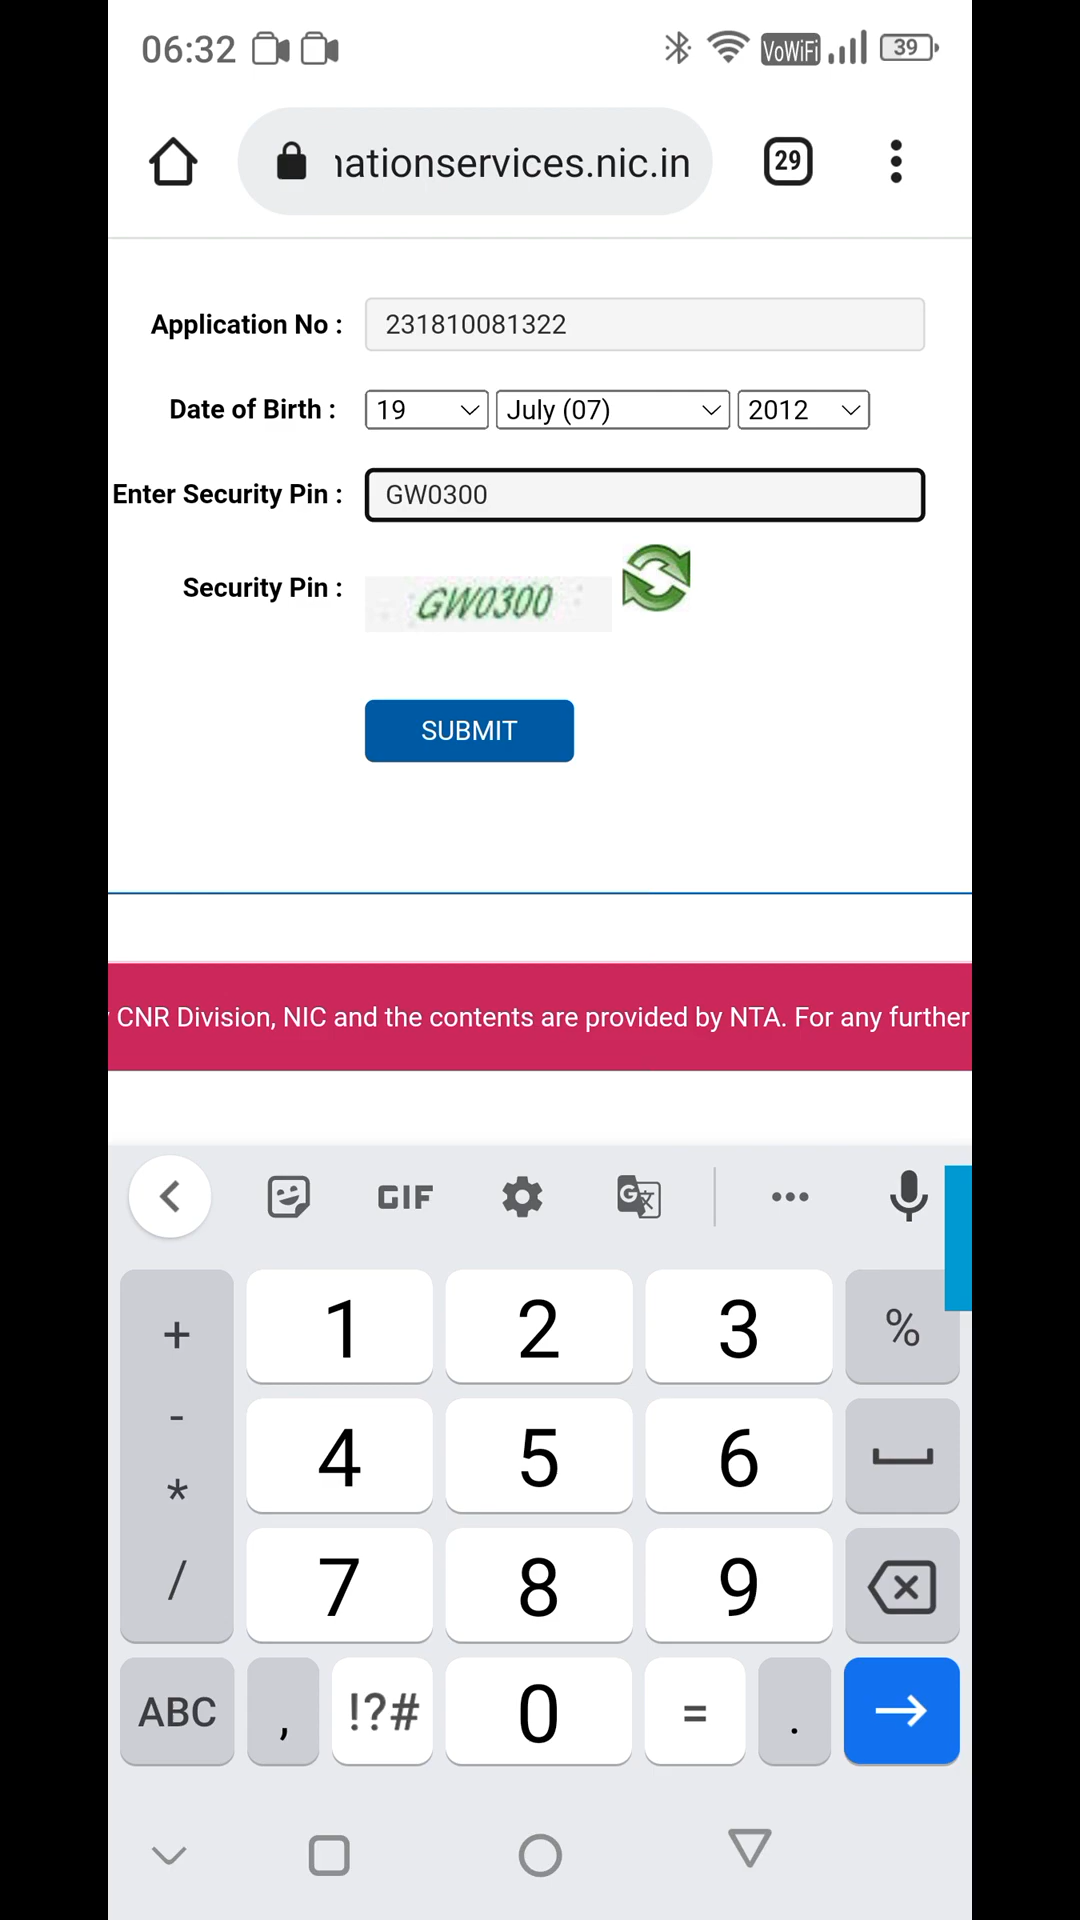 06:32 VoWiFi 39
nationservices.nic.in 29
Application No : 231810081322
Date of Birth : 19 July (07) 2012
Enter Security Pin : GW0300
Security Pin : GW0300
SUBMIT
CNR Division, NIC and the contents are provided by NTA. For any further
GIF G 文
+ 1 2 3 %
- 4 5 6
*
/ 7 8 9
ABC , !?# 0 = .